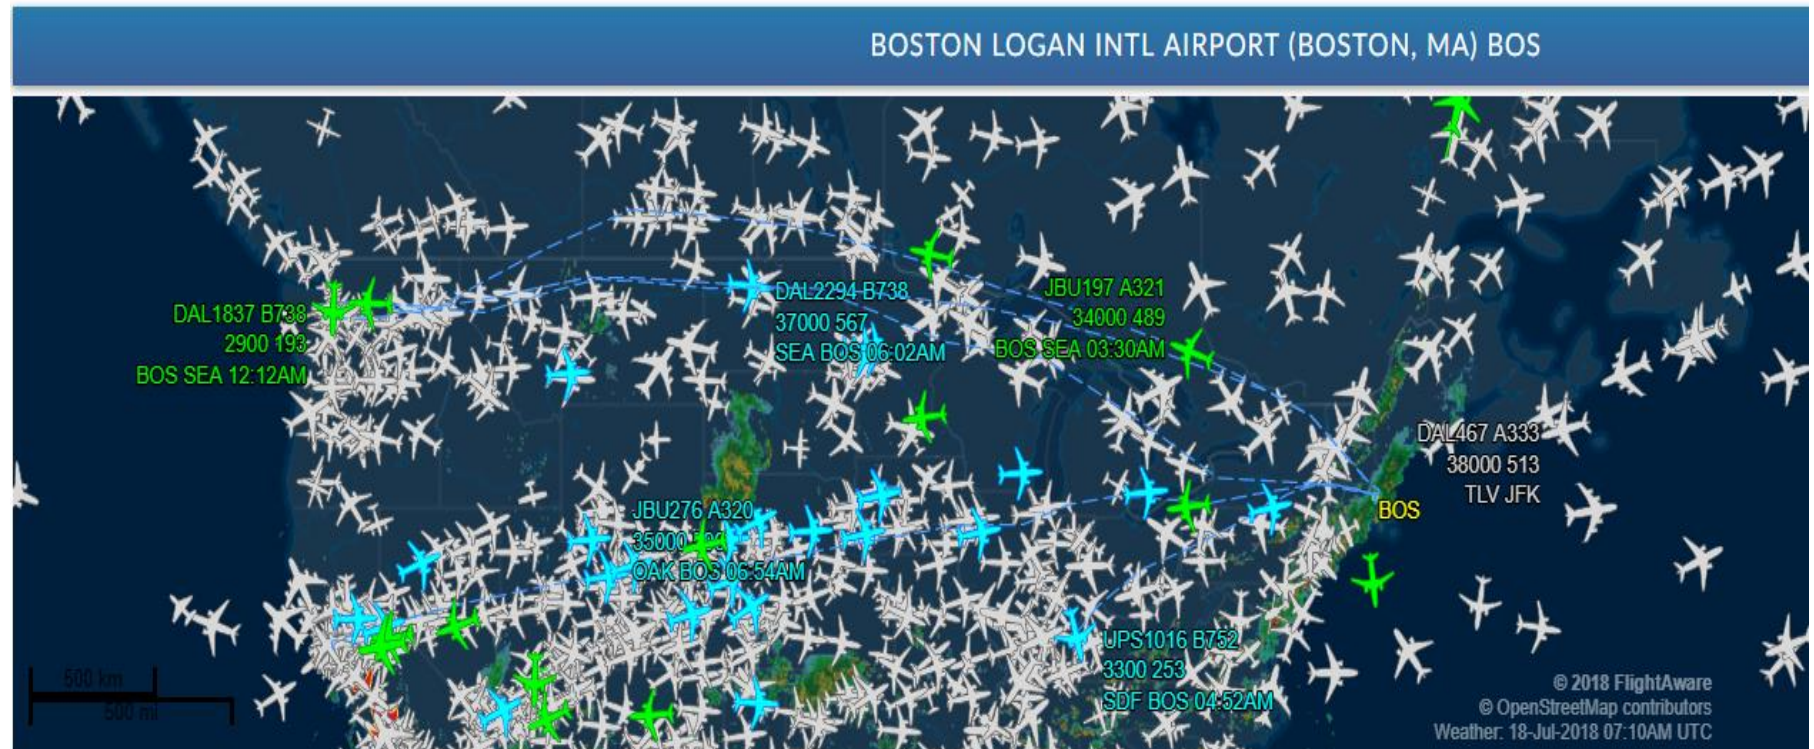 BOSTON LOGAN INTL AIRPORT (BOSTON, MA) BOS
DAL1837 B738
2900 193
BOS SEA 12:12AM
DAL2294 B738
37000 567
SEA BOS 06:02AM
JBU197 A321
34000 489
BOS SEA 03:30AM
DAL467 A333
38000 513
TLV JFK
BOS
JBU276 A320
35000
OAK BOS 06:54AM
UPS1016 B752
3300 253
SDF BOS 04:52AM
500 km
500 mi
© 2018 FlightAware
© OpenStreetMap contributors
Weather: 18-Jul-2018 07:10AM UTC